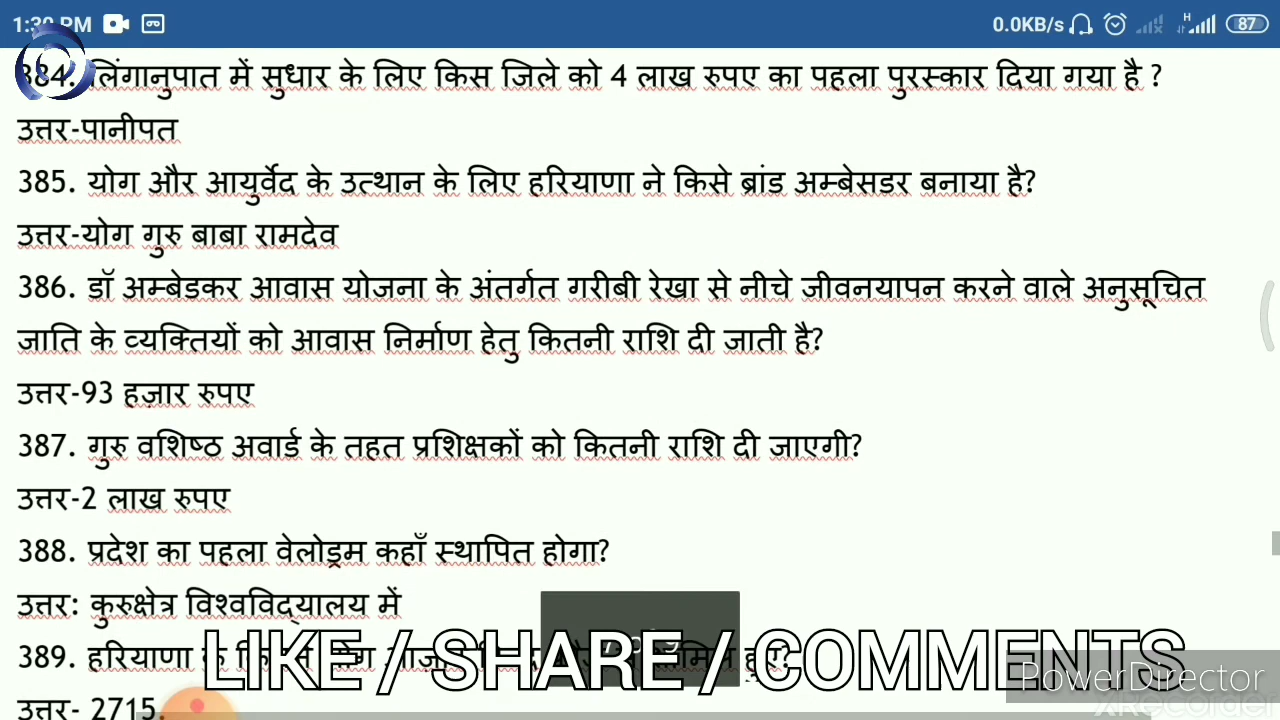 1:30 PM 0.0KB/s H 87
384. लिंगानुपात में सुधार के लिए किस जिले को 4 लाख रुपए का पहला पुरस्कार दिया गया है ?
उत्तर-पानीपत
385. योग और आयुर्वेद के उत्थान के लिए हरियाणा ने किसे ब्रांड अम्बेसडर बनाया है?
उत्तर-योग गुरु बाबा रामदेव
386. डॉ अम्बेडकर आवास योजना के अंतर्गत गरीबी रेखा से नीचे जीवनयापन करने वाले अनुसूचित
जाति के व्यक्तियों को आवास निर्माण हेतु कितनी राशि दी जाती है?
उत्तर-93 हज़ार रुपए
387. गुरु वशिष्ठ अवार्ड के तहत प्रशिक्षकों को कितनी राशि दी जाएगी?
उत्तर-2 लाख रुपए
388. प्रदेश का पहला वेलोड्रम कहाँ स्थापित होगा?
उत्तर: कुरुक्षेत्र विश्वविद्यालय में
389. हरियाणा के
LIKE / SHARE / COMMENTS
PowerDirector
उत्तर- 2715.
XRecorder